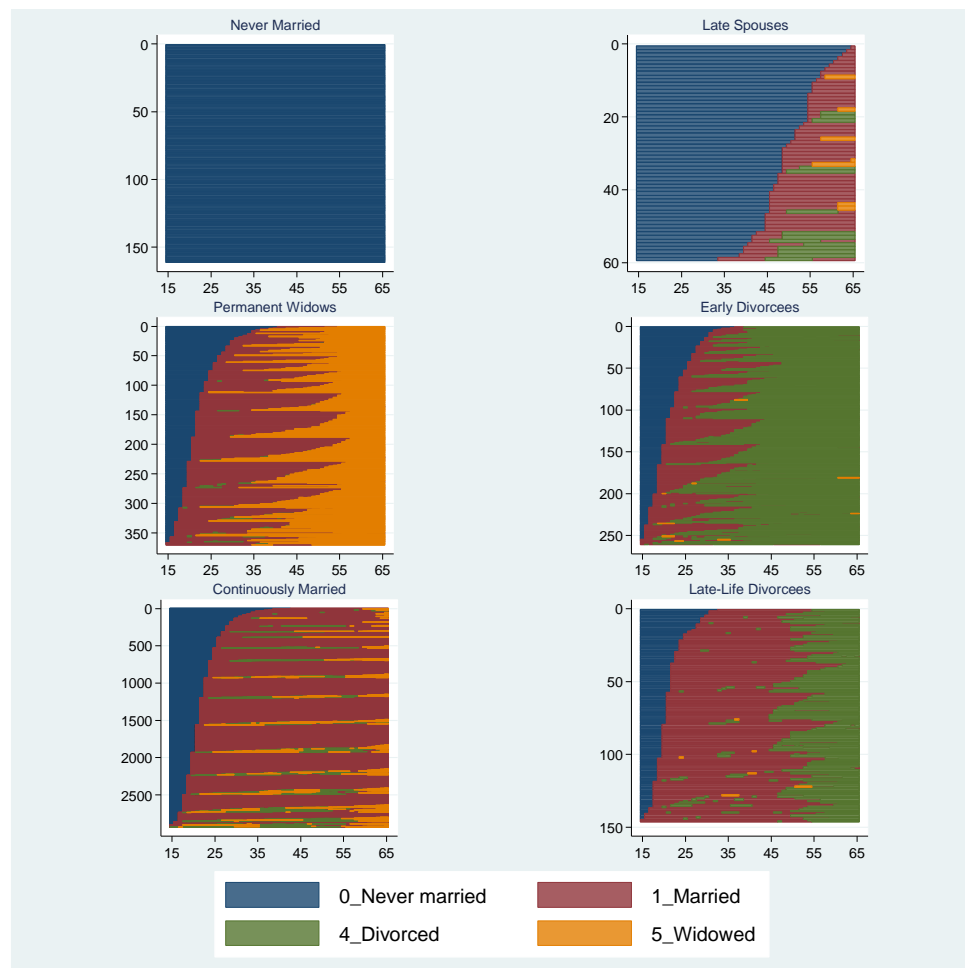 Never Married
0
50
100
150
15 25 35 45 55 65
Late Spouses
0
20
40
60
15 25 35 45 55 65
Permanent Widows
0
50
100
150
200
250
300
350
15 25 35 45 55 65
Early Divorcees
0
50
100
150
200
250
15 25 35 45 55 65
Continuously Married
0
500
1000
1500
2000
2500
15 25 35 45 55 65
Late-Life Divorcees
0
50
100
150
15 25 35 45 55 65
0_Never married 1_Married
4_Divorced 5_Widowed